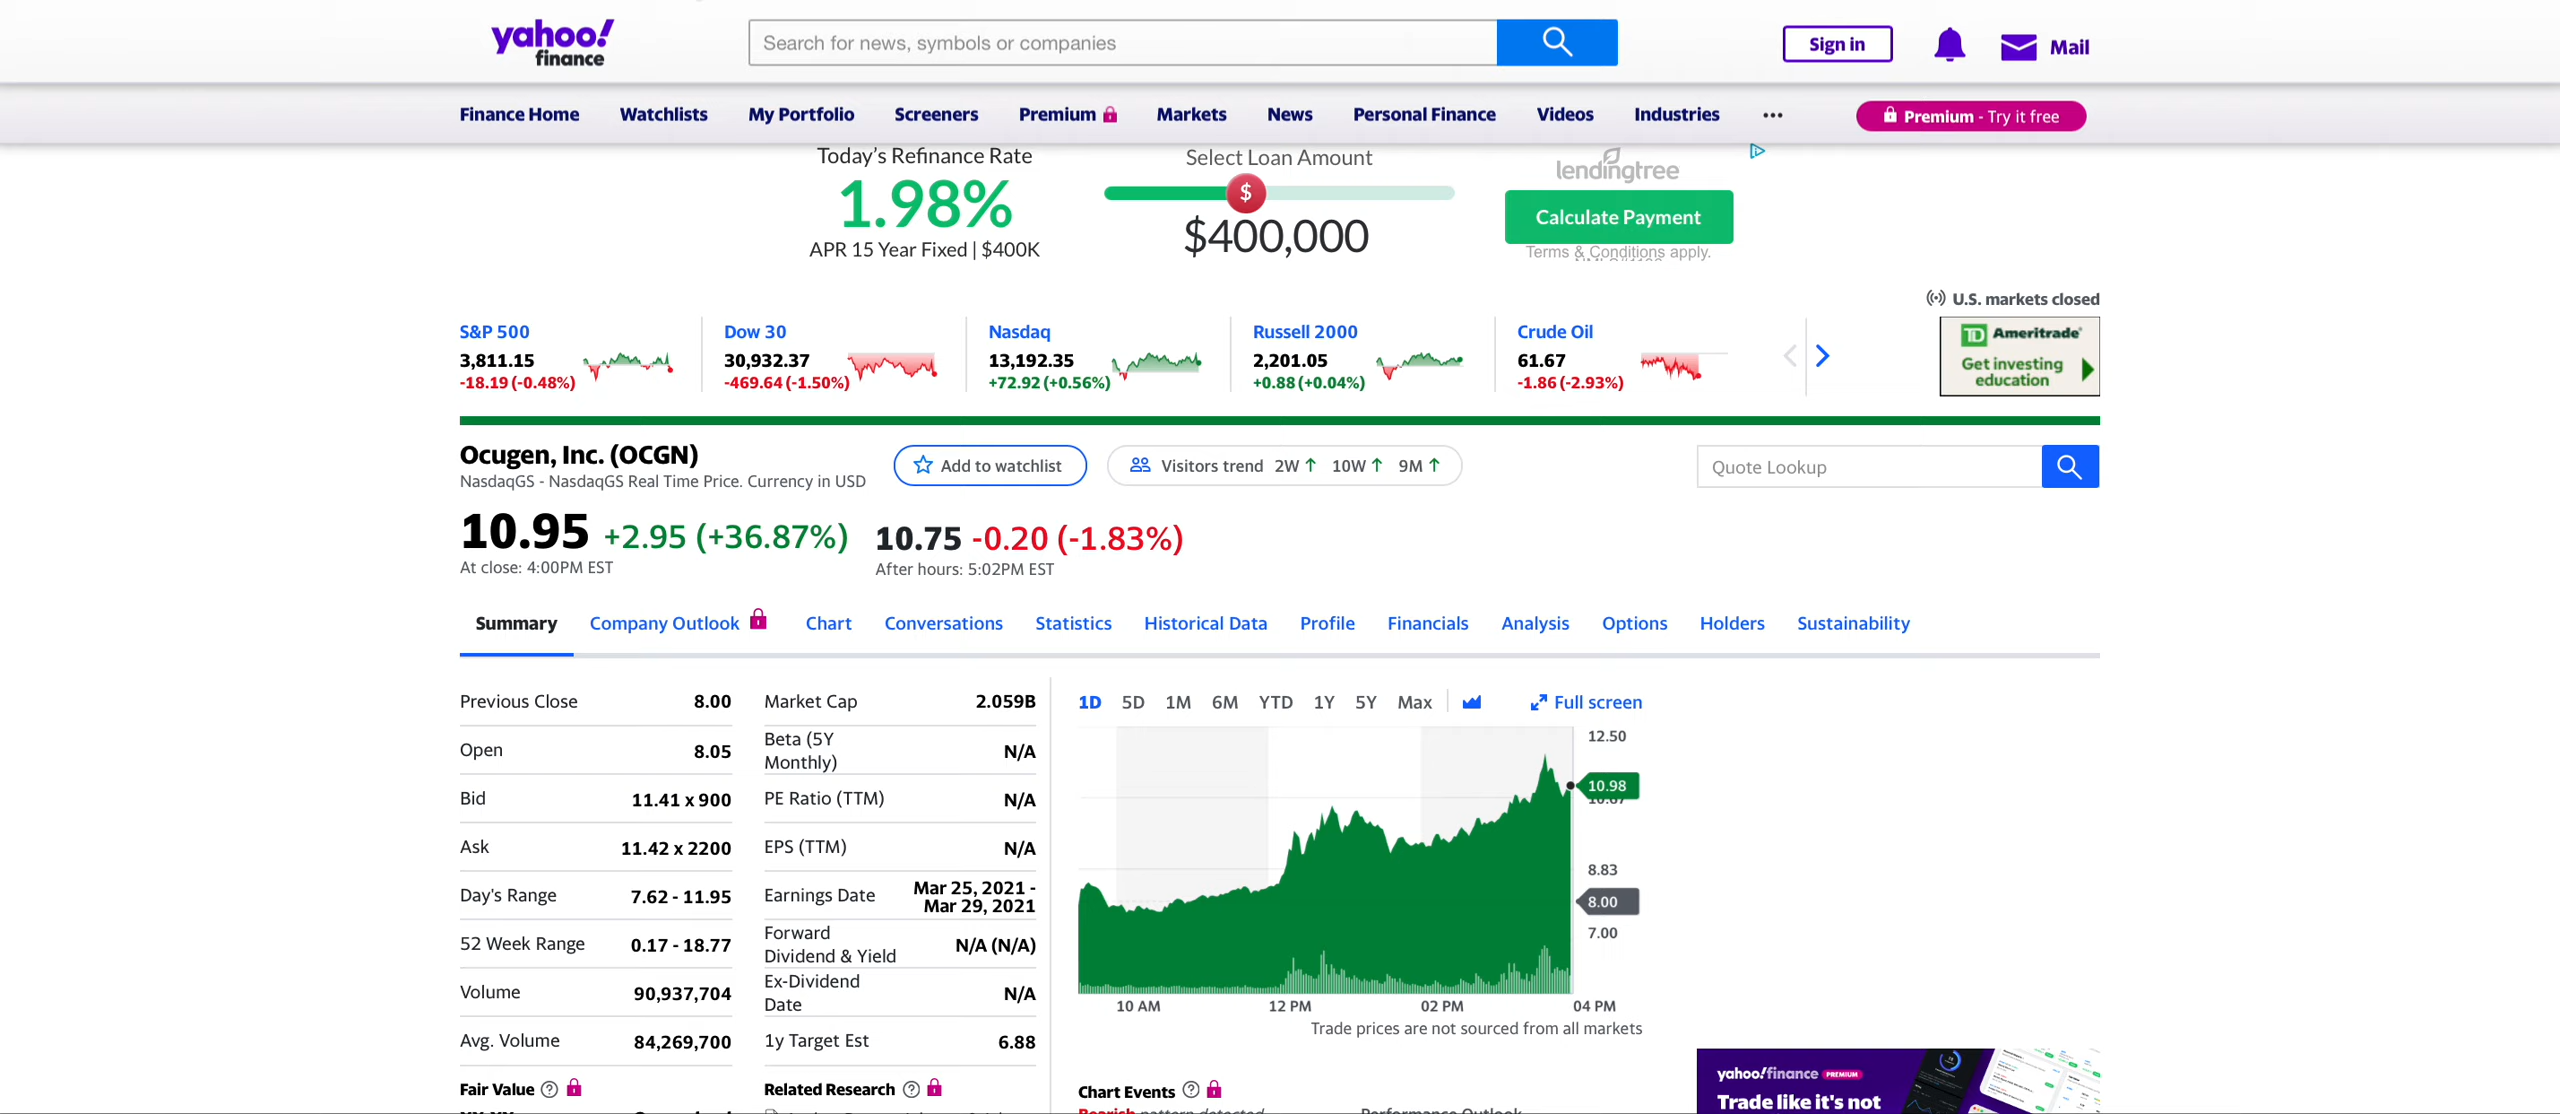 yahoo!
finance
Search for news, symbols or companies
Sign in
Mail
Finance Home
Watchlists
My Portfolio
Screeners
Premium
Markets
News
Personal Finance
Videos
Industries
Premium - Try it free
Today's Refinance Rate
1.98%
APR 15 Year Fixed | $400K
Select Loan Amount
$
$400,000
lendingtree
Calculate Payment
Terms & Conditions apply.
U.S. markets closed
S&P 500
3,811.15
-18.19 (-0.48%)
Dow 30
30,932.37
-469.64 (-1.50%)
Nasdaq
13,192.35
+72.92 (+0.56%)
Russell 2000
2,201.05
+0.88 (+0.04%)
Crude Oil
61.67
-1.86 (-2.93%)
TD Ameritrade
Get investing
education
Ocugen, Inc. (OCGN)
NasdaqGS - NasdaqGS Real Time Price. Currency in USD
Add to watchlist
Visitors trend 2W↑ 10W↑ 9M↑
Quote Lookup
10.95 +2.95 (+36.87%)
At close: 4:00PM EST
10.75 -0.20 (-1.83%)
After hours: 5:02PM EST
Summary
Company Outlook
Chart
Conversations
Statistics
Historical Data
Profile
Financials
Analysis
Options
Holders
Sustainability
Previous Close 8.00
Open 8.05
Bid 11.41 x 900
Ask 11.42 x 2200
Day's Range 7.62 - 11.95
52 Week Range 0.17 - 18.77
Volume 90,937,704
Avg. Volume 84,269,700
Fair Value ?
Market Cap 2.059B
Beta (5Y
Monthly) N/A
PE Ratio (TTM) N/A
EPS (TTM) N/A
Earnings Date Mar 25, 2021 -
Mar 29, 2021
Forward
Dividend & Yield N/A (N/A)
Ex-Dividend
Date N/A
1y Target Est 6.88
Related Research ?
1D 5D 1M 6M YTD 1Y 5Y Max
Full screen
12.50
10.98
8.83
8.00
7.00
10 AM 12 PM 02 PM 04 PM
Trade prices are not sourced from all markets
Chart Events ?
Bearish pattern detected
Performance Outlook
yahoo!finance PREMIUM
Trade like it's not